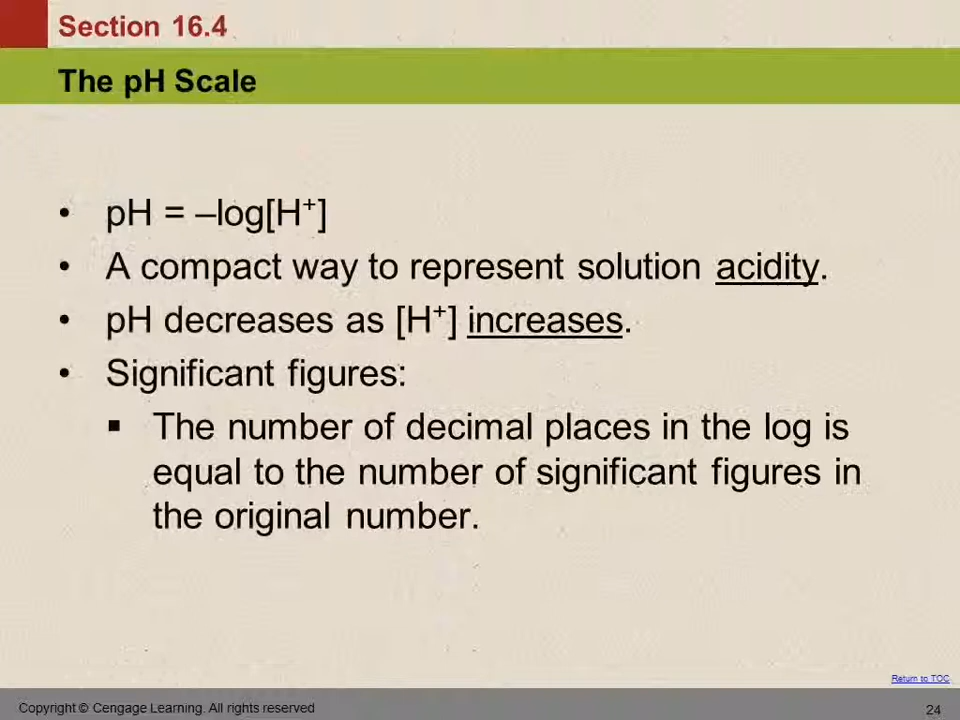 Section 16.4
The pH Scale
• pH = –log[H⁺]
• A compact way to represent solution acidity.
• pH decreases as [H⁺] increases.
• Significant figures:
▪ The number of decimal places in the log is
equal to the number of significant figures in
the original number.
Return to TOC
Copyright © Cengage Learning. All rights reserved
24